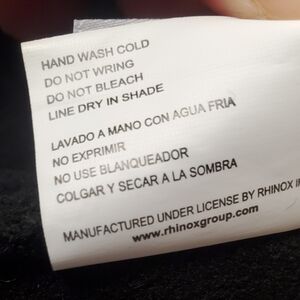 HAND WASH COLD
DO NOT WRING
DO NOT BLEACH
LINE DRY IN SHADE
LAVADO A MANO CON AGUA FRIA
NO EXPRIMIR
NO USE BLANQUEADOR
COLGAR Y SECAR A LA SOMBRA
MANUFACTURED UNDER LICENSE BY RHINOX
www.rhinoxgroup.com